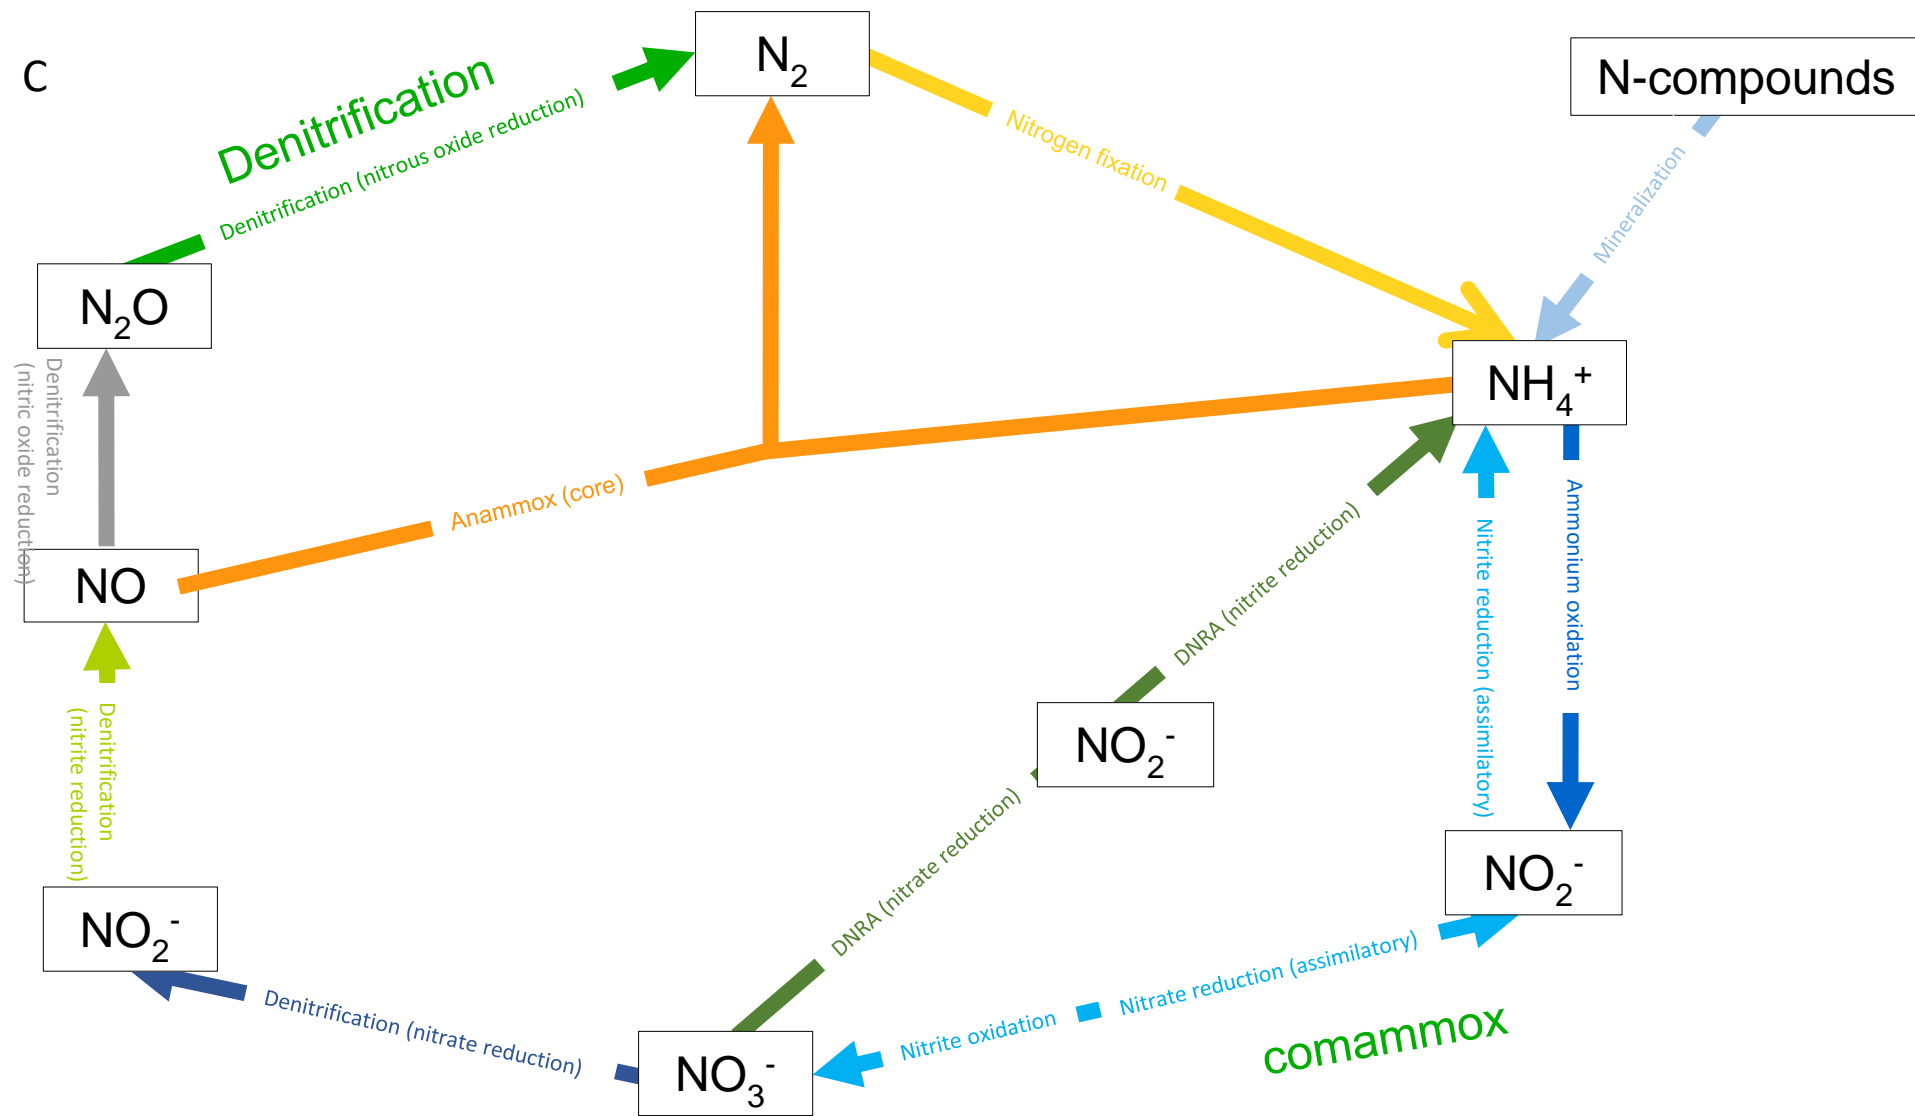 C
N₂
N-compounds
Denitrification
Denitrification (nitrous oxide reduction)
Nitrogen fixation
Mineralization
N₂O
NH₄⁺
Denitrification
(nitric oxide reduction)
Anammox (core)
NO
DNRA (nitrite reduction)
Nitrite reduction (assimilatory)
Ammonium oxidation
Denitrification
(nitrite reduction)
NO₂⁻
DNRA (nitrate reduction)
NO₂⁻
NO₂⁻
Denitrification (nitrate reduction)
NO₃⁻
Nitrite oxidation
Nitrate reduction (assimilatory)
comammox